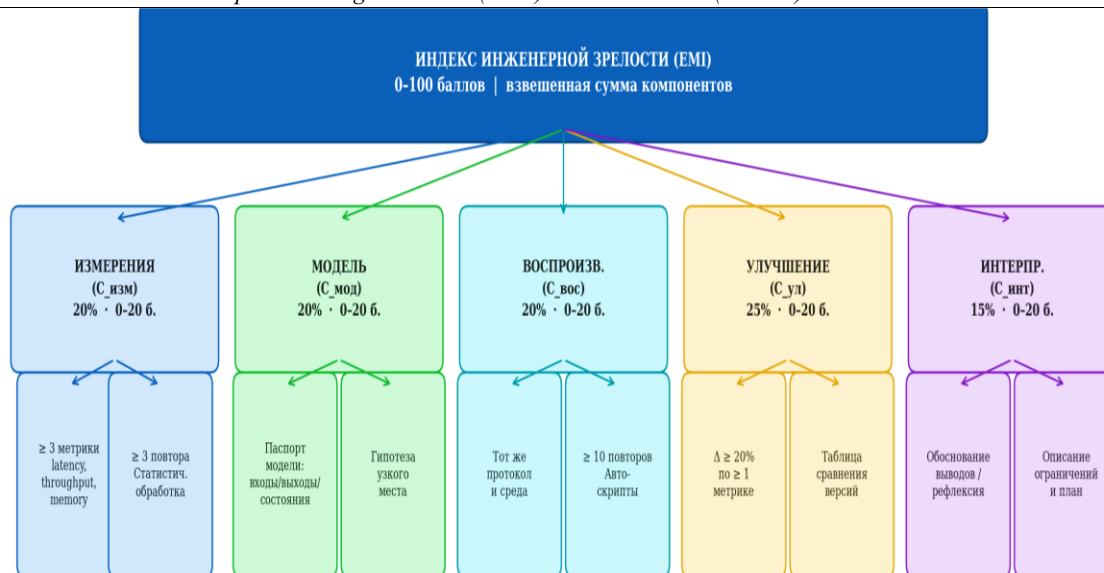 ИНДЕКС ИНЖЕНЕРНОЙ ЗРЕЛОСТИ (EMI)
0–100 баллов | взвешенная сумма компонентов
ИЗМЕРЕНИЯ
(С_изм)
20% · 0-20 б.
МОДЕЛЬ
(С_мод)
20% · 0-20 б.
ВОСПРОИЗВ.
(С_вос)
20% · 0-20 б.
УЛУЧШЕНИЕ
(С_ул)
25% · 0-20 б.
ИНТЕРПР.
(С_инт)
15% · 0-20 б.
≥ 3 метрики
latency,
throughput,
memory
≥ 3 повтора
Статистич.
обработка
Паспорт
модели:
входы/выходы/
состояния
Гипотеза
узкого
места
Тот же
протокол
и среда
≥ 10 повторов
Авто-
скрипты
Δ ≥ 20%
по ≥ 1
метрике
Таблица
сравнения
версий
Обоснование
выводов /
рефлексия
Описание
ограничений
и план